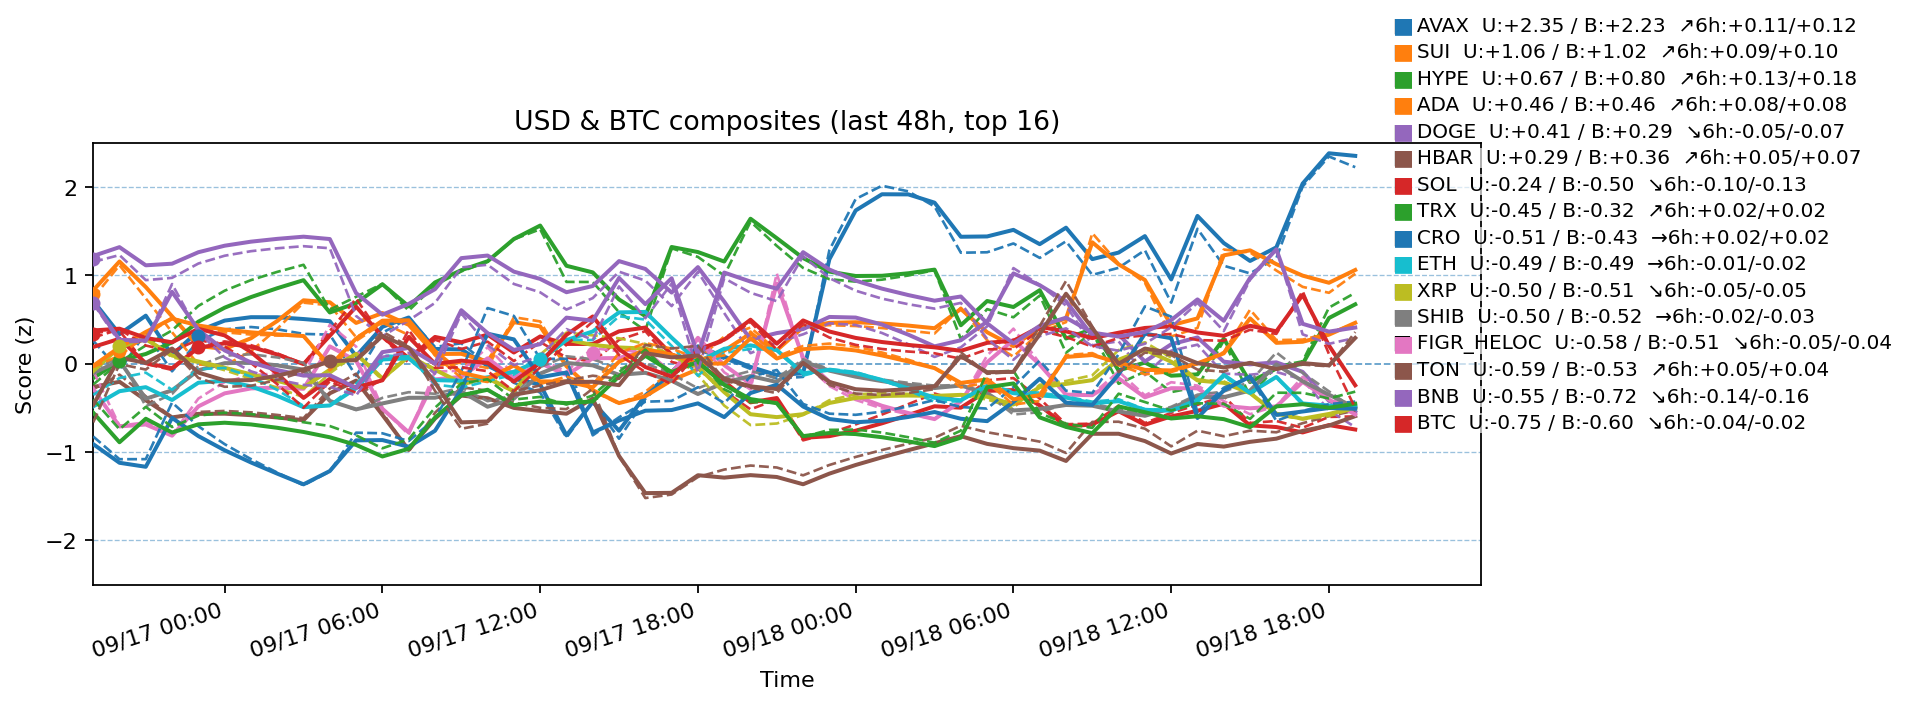 AVAX  U:+2.35 / B:+2.23  ↗6h:+0.11/+0.12
SUI  U:+1.06 / B:+1.02  ↗6h:+0.09/+0.10
HYPE  U:+0.67 / B:+0.80  ↗6h:+0.13/+0.18
ADA  U:+0.46 / B:+0.46  ↗6h:+0.08/+0.08
DOGE  U:+0.41 / B:+0.29  ↘6h:-0.05/-0.07
HBAR  U:+0.29 / B:+0.36  ↗6h:+0.05/+0.07
SOL  U:-0.24 / B:-0.50  ↘6h:-0.10/-0.13
TRX  U:-0.45 / B:-0.32  ↗6h:+0.02/+0.02
CRO  U:-0.51 / B:-0.43  →6h:+0.02/+0.02
ETH  U:-0.49 / B:-0.49  →6h:-0.01/-0.02
XRP  U:-0.50 / B:-0.51  ↘6h:-0.05/-0.05
SHIB  U:-0.50 / B:-0.52  →6h:-0.02/-0.03
FIGR_HELOC  U:-0.58 / B:-0.51  ↘6h:-0.05/-0.04
TON  U:-0.59 / B:-0.53  ↗6h:+0.05/+0.04
BNB  U:-0.55 / B:-0.72  ↘6h:-0.14/-0.16
BTC  U:-0.75 / B:-0.60  ↘6h:-0.04/-0.02
USD & BTC composites (last 48h, top 16)
Score (z)
2
1
0
−1
−2
09/17 00:00
09/17 06:00
09/17 12:00
09/17 18:00
09/18 00:00
09/18 06:00
09/18 12:00
09/18 18:00
Time